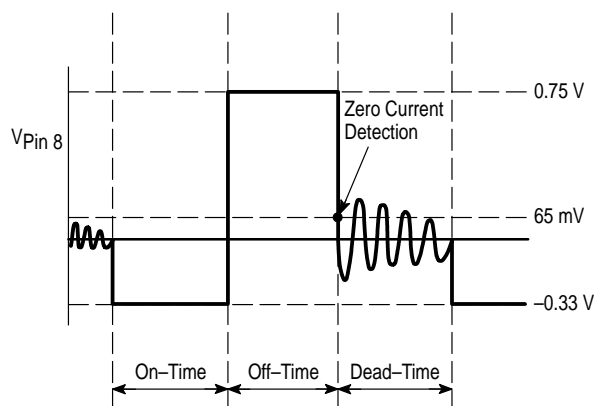 0.75 V
Zero Current
Detection
VPin 8
65 mV
–0.33 V
On–Time
Off–Time
Dead–Time